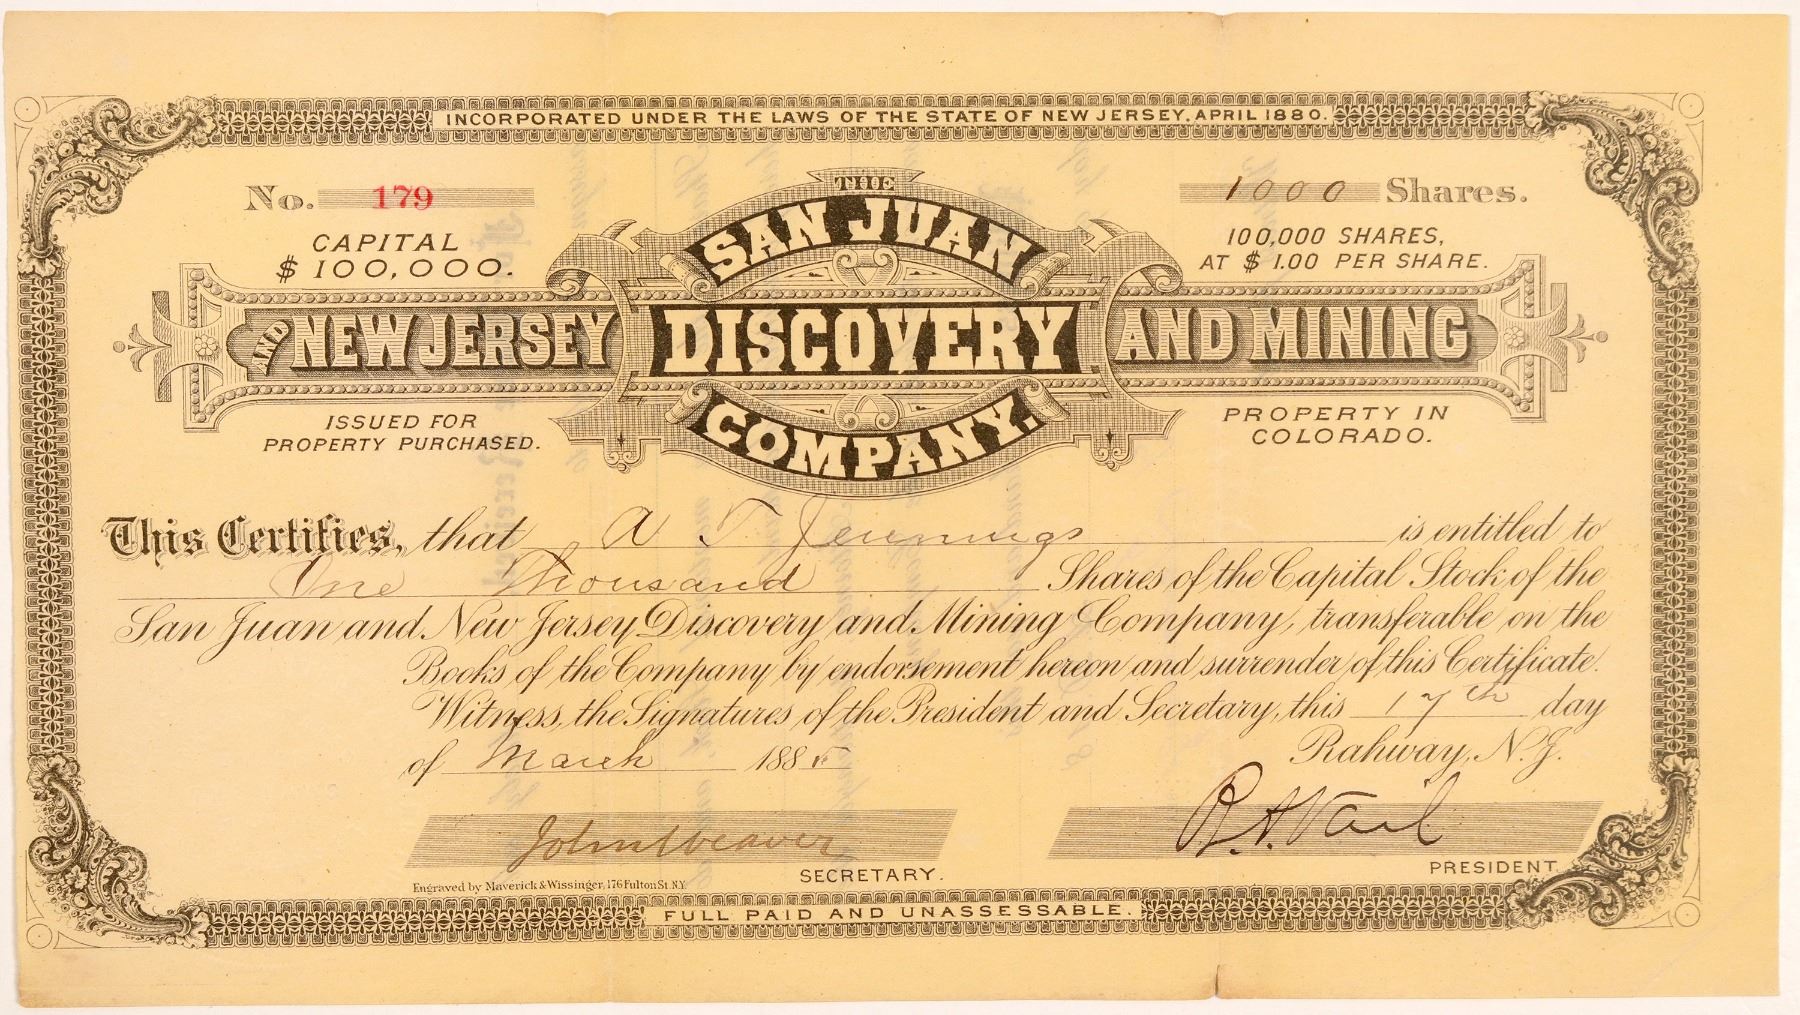 INCORPORATED UNDER THE LAWS OF THE STATE OF NEW JERSEY, APRIL 1880.
No. 179
1000 Shares.
CAPITAL
$ 100,000.
100,000 SHARES,
AT $ 1.00 PER SHARE.
THE
SAN JUAN
AND NEW JERSEY DISCOVERY AND MINING
COMPANY.
ISSUED FOR
PROPERTY PURCHASED.
PROPERTY IN
COLORADO.
This Certifies, that A T Jennings is entitled to
One Thousand Shares of the Capital Stock of the
San Juan and New Jersey Discovery and Mining Company, transferable on the
Books of the Company by endorsement hereon and surrender of this Certificate.
Witness, the Signatures of the President and Secretary, this 17th day
of March 1885
Rahway, N.J.
John Weaver
R. A. Vail
SECRETARY.
PRESIDENT.
Engraved by Maverick & Wissinger, 176 Fulton St. N.Y.
FULL PAID AND UNASSESSABLE.